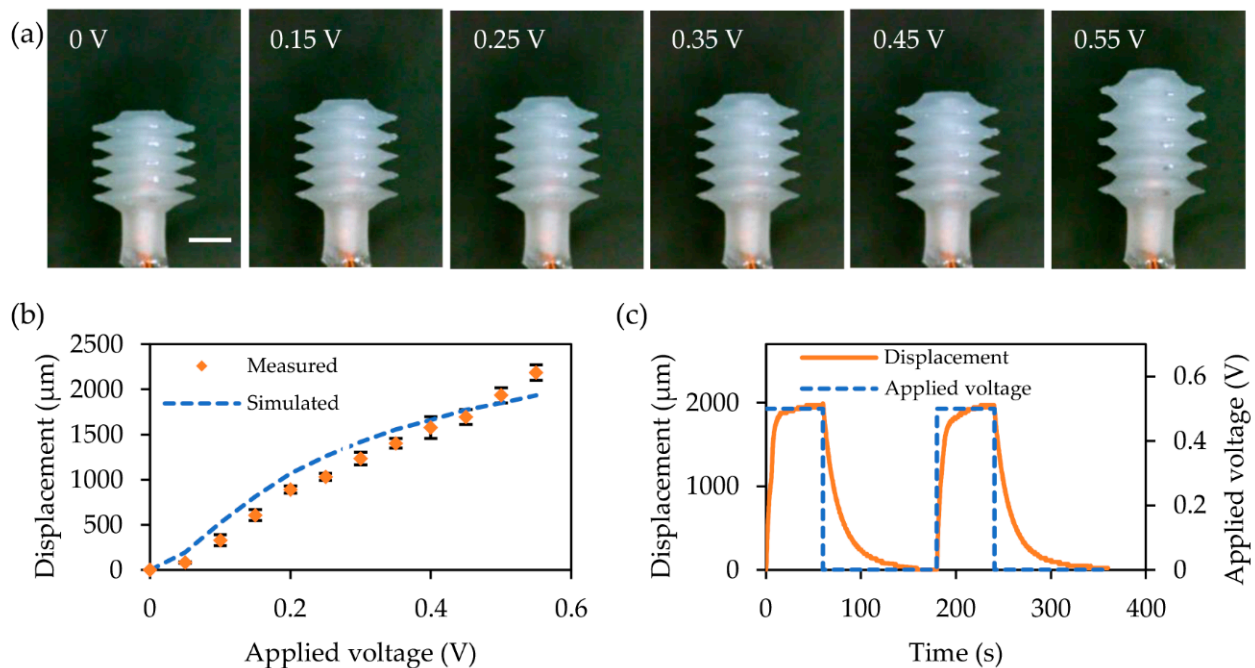 (a)
0 V
0.15 V
0.25 V
0.35 V
0.45 V
0.55 V
(b)
Displacement (µm)
2500
2000
1500
1000
500
0
Measured
Simulated
0
0.2
0.4
0.6
Applied voltage (V)
(c)
Displacement (µm)
2000
1000
0
Displacement
Applied voltage
0.6
0.4
0.2
0
Applied voltage (V)
0
100
200
300
400
Time (s)